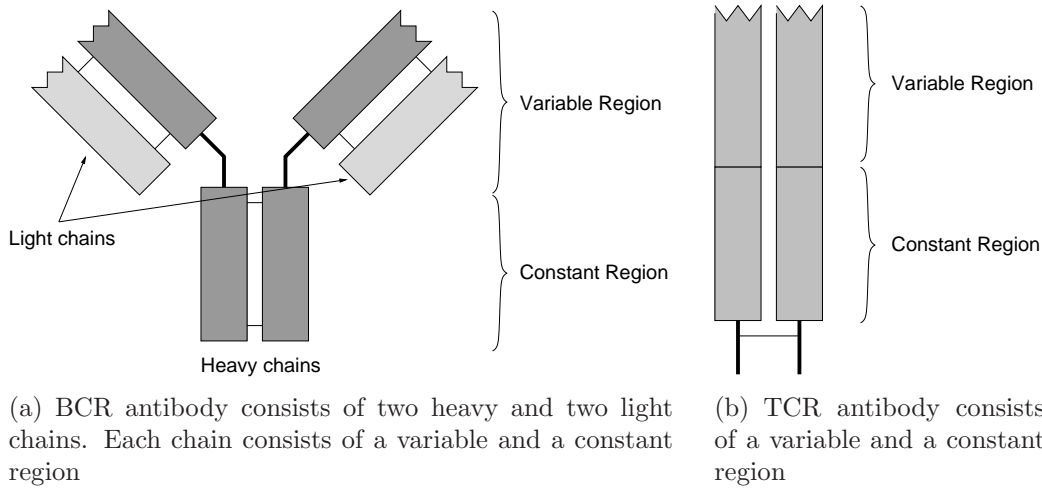 Variable Region
Light chains
Constant Region
Heavy chains
(a) BCR antibody consists of two heavy and two light
chains. Each chain consists of a variable and a constant
region
Variable Region
Constant Region
(b) TCR antibody consists
of a variable and a constant
region